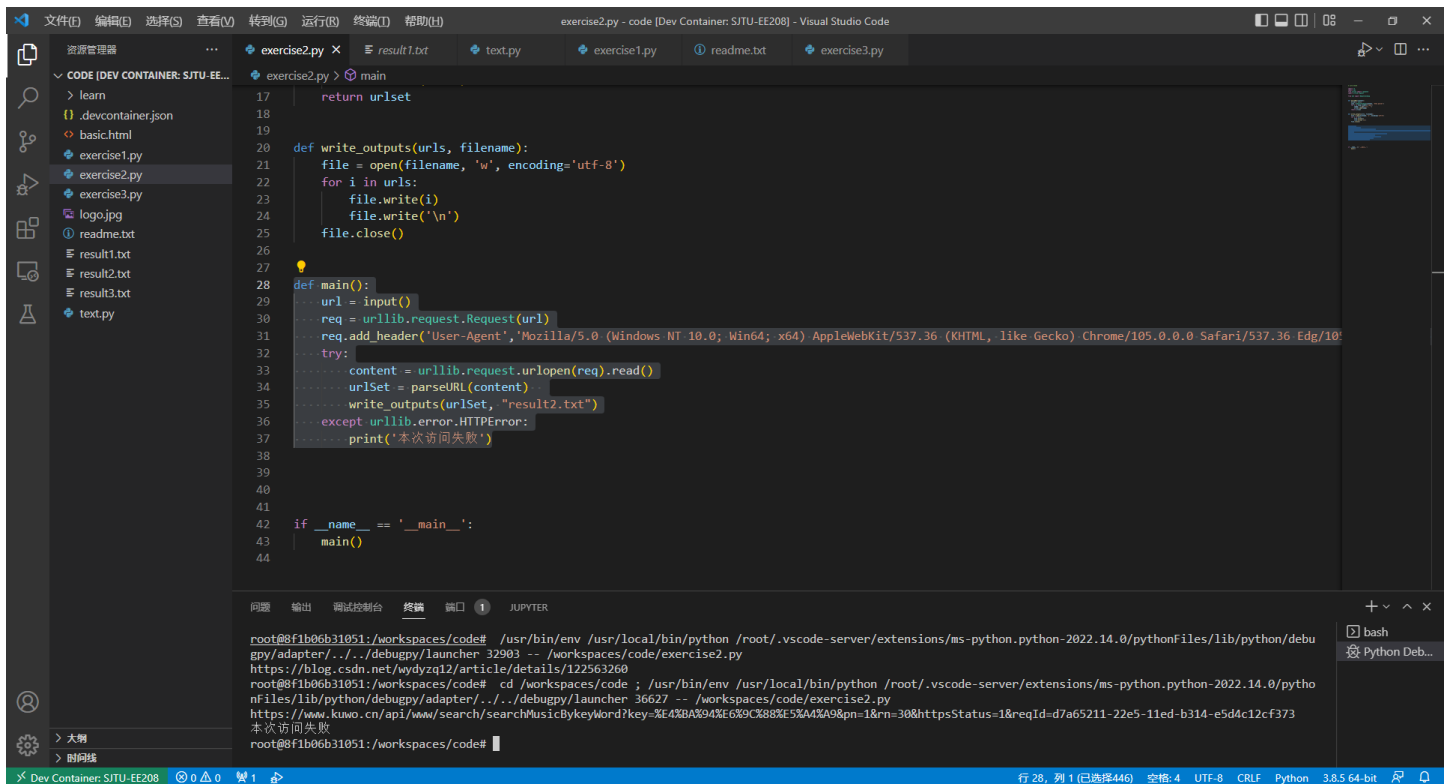 文件(F) 编辑(E) 选择(S) 查看(V) 转到(G) 运行(R) 终端(T) 帮助(H)
exercise2.py - code [Dev Container: SJTU-EE208] - Visual Studio Code
资源管理器
CODE [DEV CONTAINER: SJTU-EE...
learn
.devcontainer.json
basic.html
exercise1.py
exercise2.py
exercise3.py
logo.jpg
readme.txt
result1.txt
result2.txt
result3.txt
text.py
大纲
时间线
exercise2.py result1.txt text.py exercise1.py readme.txt exercise3.py
exercise2.py > main
17 return urlset
18
19
20 def write_outputs(urls, filename):
21 file = open(filename, 'w', encoding='utf-8')
22 for i in urls:
23 file.write(i)
24 file.write('\n')
25 file.close()
26
27
28 def main():
29 url = input()
30 req = urllib.request.Request(url)
31 req.add_header('User-Agent','Mozilla/5.0 (Windows NT 10.0; Win64; x64) AppleWebKit/537.36 (KHTML, like Gecko) Chrome/105.0.0.0 Safari/537.36 Edg/105
32 try:
33 content = urllib.request.urlopen(req).read()
34 urlSet = parseURL(content)
35 write_outputs(urlSet, "result2.txt")
36 except urllib.error.HTTPError:
37 print('本次访问失败')
38
39
40
41
42 if __name__ == '__main__':
43 main()
44
问题 输出 调试控制台 终端 端口 1 JUPYTER
root@8f1b06b31051:/workspaces/code# /usr/bin/env /usr/local/bin/python /root/.vscode-server/extensions/ms-python.python-2022.14.0/pythonFiles/lib/python/debu
gpy/adapter/../../debugpy/launcher 32903 -- /workspaces/code/exercise2.py
https://blog.csdn.net/wydyzq12/article/details/122563260
root@8f1b06b31051:/workspaces/code# cd /workspaces/code ; /usr/bin/env /usr/local/bin/python /root/.vscode-server/extensions/ms-python.python-2022.14.0/pytho
nFiles/lib/python/debugpy/adapter/../../debugpy/launcher 36627 -- /workspaces/code/exercise2.py
https://www.kuwo.cn/api/www/search/searchMusicBykeyWord?key=%E4%BA%94%E6%9C%88%E5%A4%A9&pn=1&rn=30&httpsStatus=1&reqId=d7a65211-22e5-11ed-b314-e5d4c12cf373
本次访问失败
root@8f1b06b31051:/workspaces/code#
bash
Python Deb...
Dev Container: SJTU-EE208 0 0 1
行 28, 列 1 (已选择446) 空格: 4 UTF-8 CRLF Python 3.8.5 64-bit